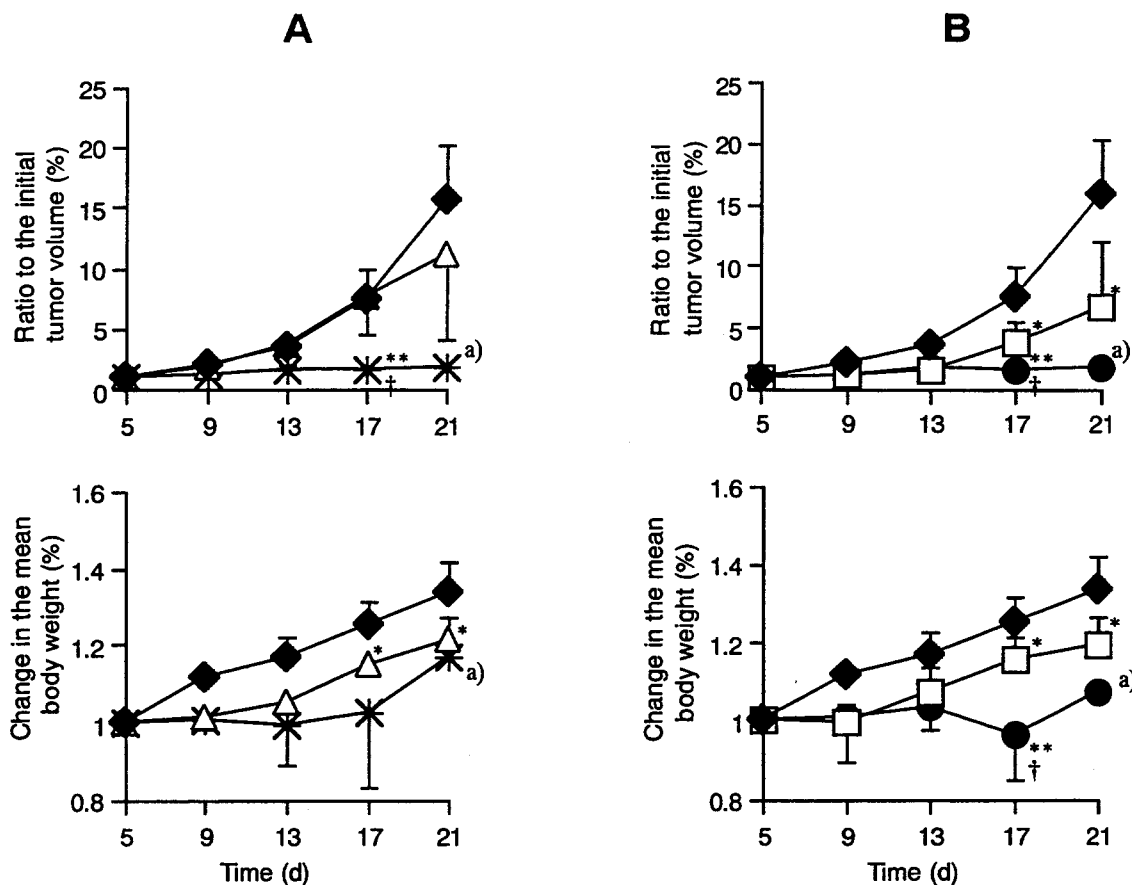 A
Ratio to the initial
tumor volume (%)
25
20
15
10
5
0
**
†
a)
5 9 13 17 21
Change in the mean
body weight (%)
1.6
1.4
1.2
1
0.8
*
*
a)
5 9 13 17 21
Time (d)
B
Ratio to the initial
tumor volume (%)
25
20
15
10
5
0
*
*
**
†
a)
5 9 13 17 21
Change in the mean
body weight (%)
1.6
1.4
1.2
1
0.8
*
*
**
†
a)
5 9 13 17 21
Time (d)